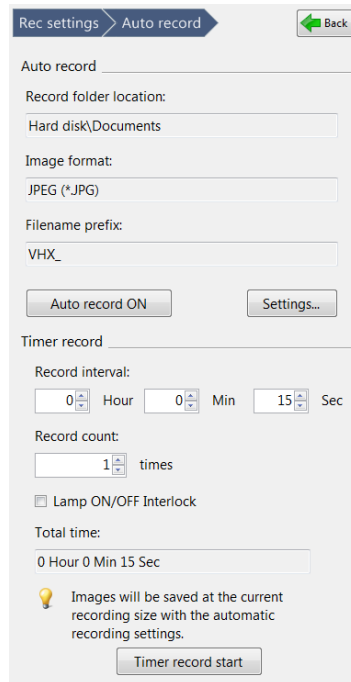 Rec settings Auto record Back
Auto record
Record folder location:
Hard disk\Documents
Image format:
JPEG (*.JPG)
Filename prefix:
VHX_
Auto record ON Settings...
Timer record
Record interval:
0 Hour 0 Min 15 Sec
Record count:
1 times
Lamp ON/OFF Interlock
Total time:
0 Hour 0 Min 15 Sec
Images will be saved at the current
recording size with the automatic
recording settings.
Timer record start